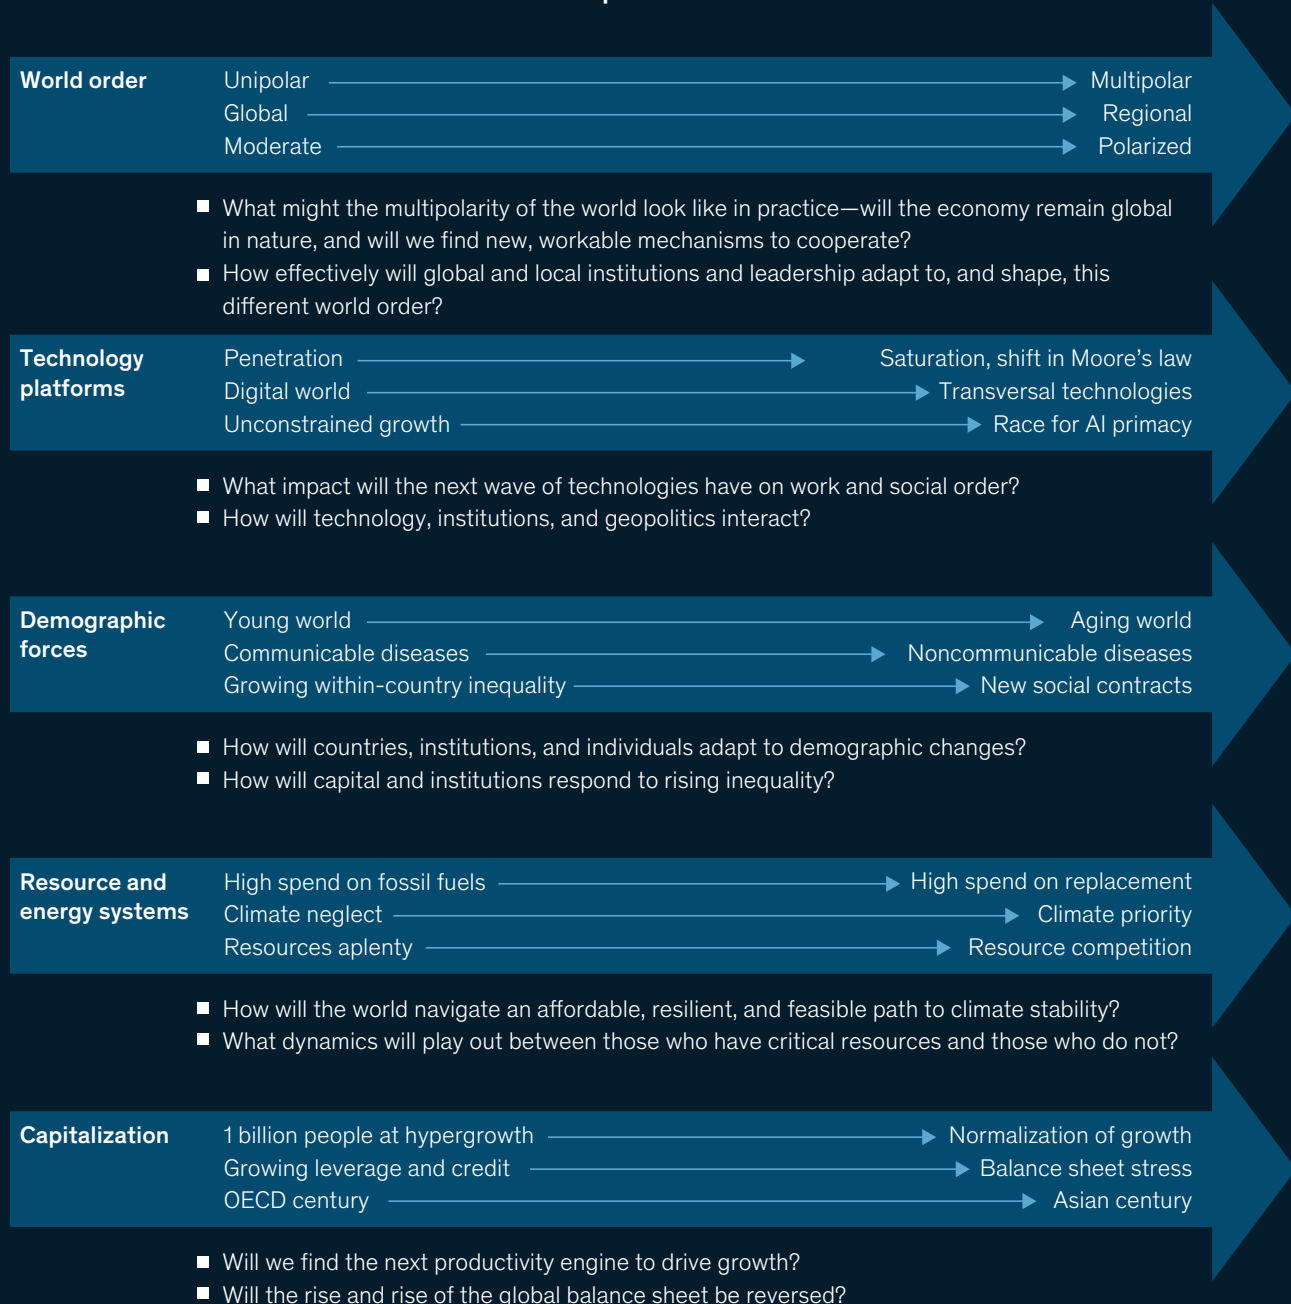 World order
Unipolar Multipolar
Global Regional
Moderate Polarized
What might the multipolarity of the world look like in practice—will the economy remain global
in nature, and will we find new, workable mechanisms to cooperate?
How effectively will global and local institutions and leadership adapt to, and shape, this
different world order?
Technology
platforms
Penetration Saturation, shift in Moore’s law
Digital world Transversal technologies
Unconstrained growth Race for AI primacy
What impact will the next wave of technologies have on work and social order?
How will technology, institutions, and geopolitics interact?
Demographic
forces
Young world Aging world
Communicable diseases Noncommunicable diseases
Growing within-country inequality New social contracts
How will countries, institutions, and individuals adapt to demographic changes?
How will capital and institutions respond to rising inequality?
Resource and
energy systems
High spend on fossil fuels High spend on replacement
Climate neglect Climate priority
Resources aplenty Resource competition
How will the world navigate an affordable, resilient, and feasible path to climate stability?
What dynamics will play out between those who have critical resources and those who do not?
Capitalization
1 billion people at hypergrowth Normalization of growth
Growing leverage and credit Balance sheet stress
OECD century Asian century
Will we find the next productivity engine to drive growth?
Will the rise and rise of the global balance sheet be reversed?